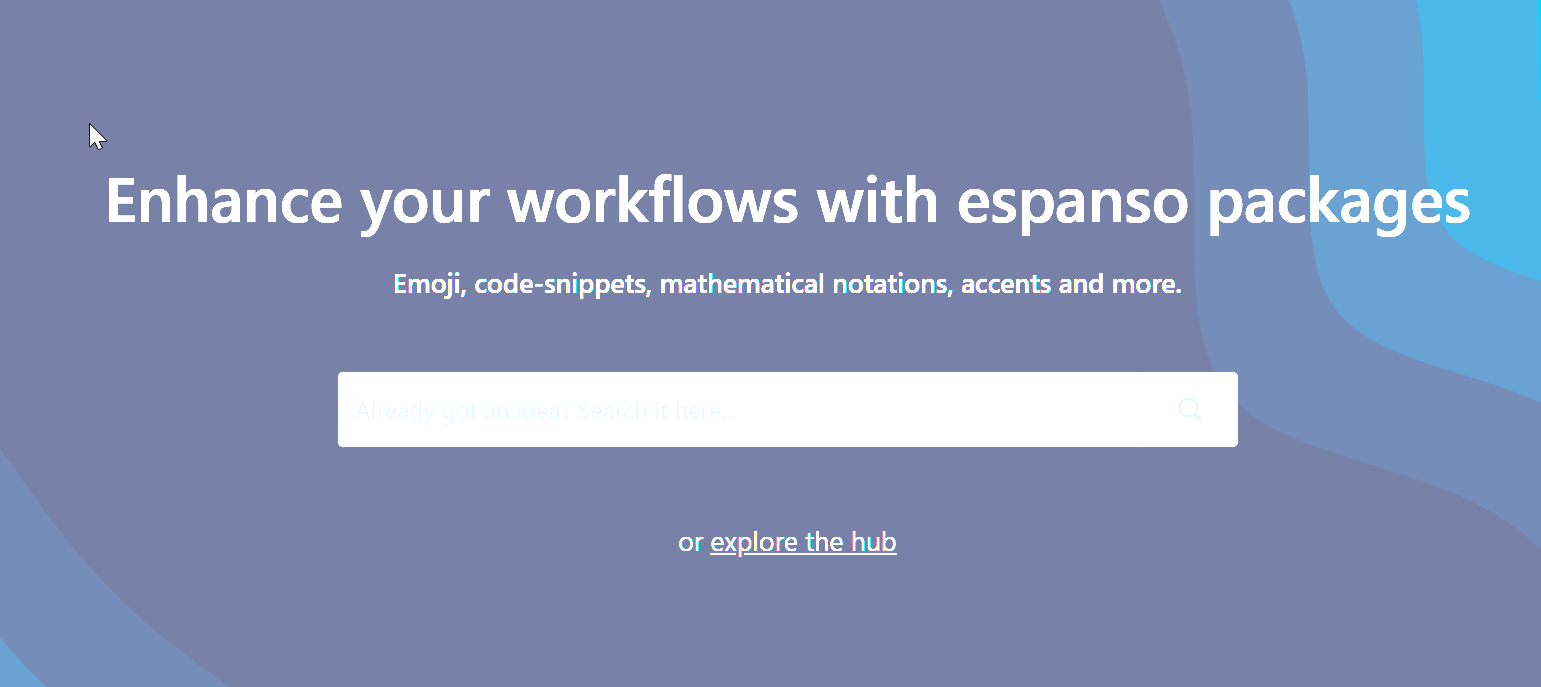 Enhance your workflows with espanso packages
Emoji, code-snippets, mathematical notations, accents and more.
Already got an idea? Search it here...
or explore the hub